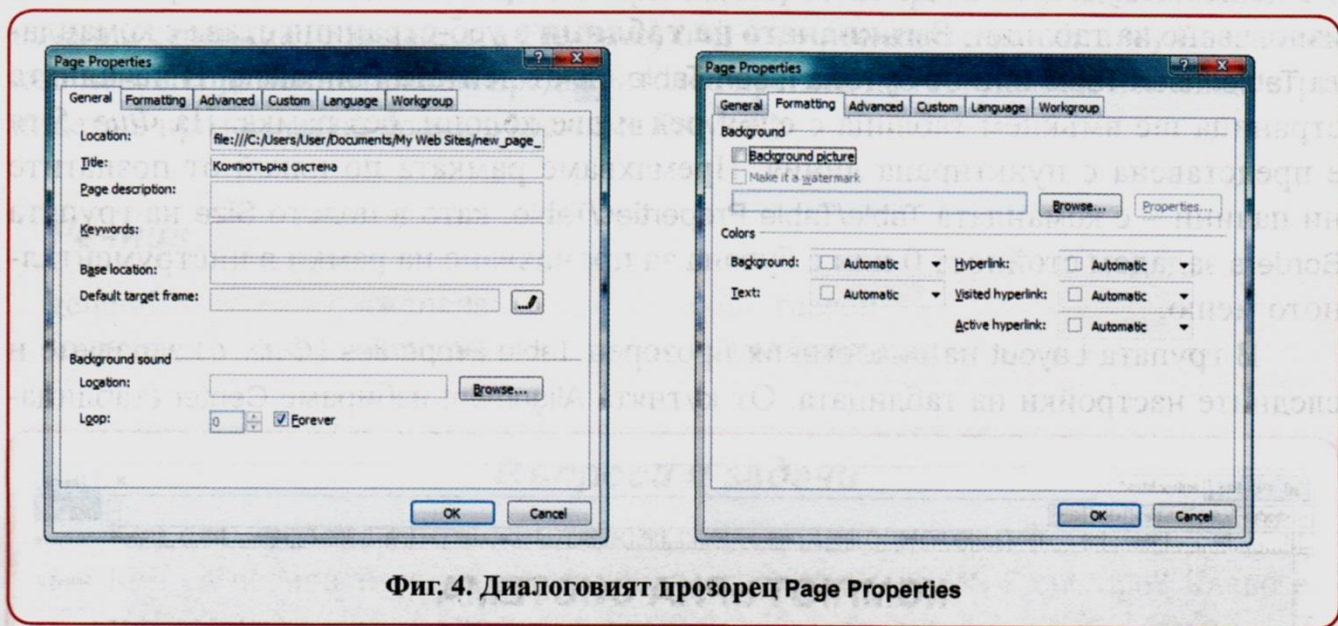 Page Properties
General Formatting Advanced Custom Language Workgroup
Location: file:///C:/Users/User/Documents/My Web Sites/new_page_
Title: Компютърна система
Page description:
Keywords:
Base location:
Default target frame:
Background sound
Location: Browse...
Loop: 0 Forever
OK Cancel
Page Properties
General Formatting Advanced Custom Language Workgroup
Background
Background picture
Make it a watermark
Browse... Properties...
Colors
Background: Automatic Hyperlink: Automatic
Text: Automatic Visited hyperlink: Automatic
Active hyperlink: Automatic
OK Cancel
Фиг. 4. Диалоговият прозорец Page Properties